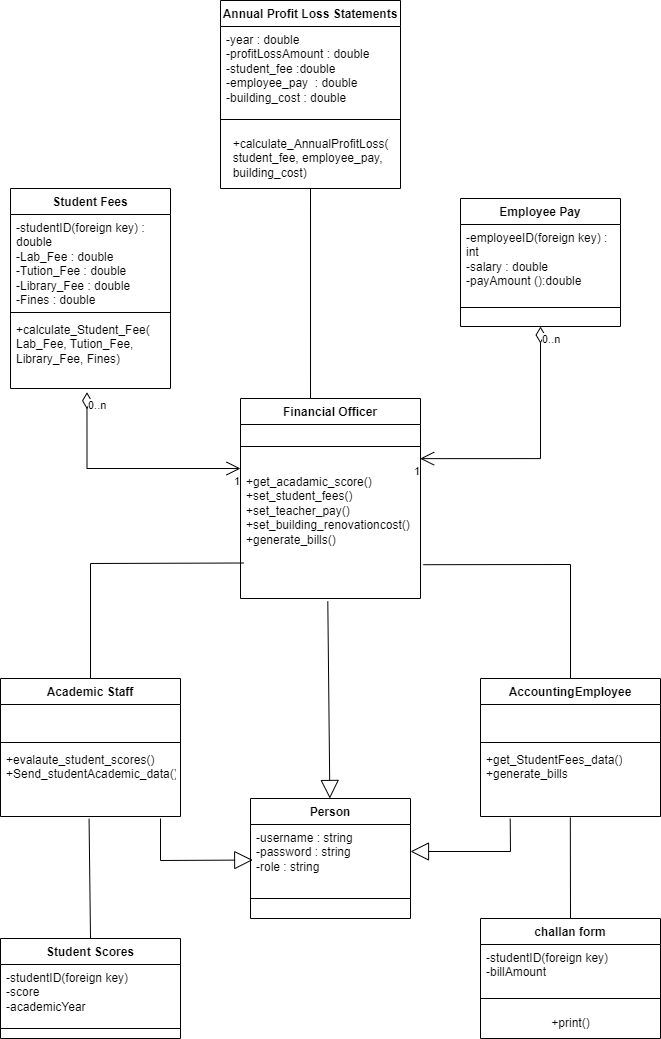 Annual Profit Loss Statements
-year : double
-profitLossAmount : double
-student_fee :double
-employee_pay  : double
-building_cost : double
+calculate_AnnualProfitLoss(
student_fee, employee_pay,
building_cost)
Student Fees
-studentID(foreign key) :
double
-Lab_Fee : double
-Tution_Fee : double
-Library_Fee : double
-Fines : double
+calculate_Student_Fee(
Lab_Fee, Tution_Fee,
Library_Fee, Fines)
0..n
Employee Pay
-employeeID(foreign key) :
int
-salary : double
-payAmount ():double
0..n
Financial Officer
1
1
+get_acadamic_score()
+set_student_fees()
+set_teacher_pay()
+set_building_renovationcost()
+generate_bills()
Academic Staff
+evalaute_student_scores()
+Send_studentAcademic_data()
AccountingEmployee
+get_StudentFees_data()
+generate_bills
Person
-username : string
-password : string
-role : string
Student Scores
-studentID(foreign key)
-score
-academicYear
challan form
-studentID(foreign key)
-billAmount
+print()